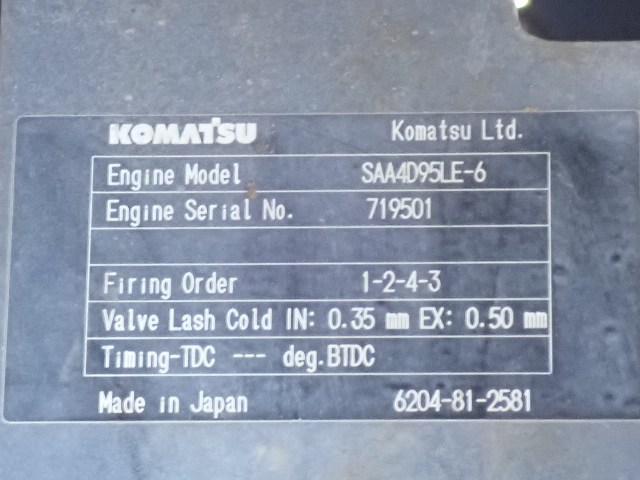 KOMATSU Komatsu Ltd.
Engine Model SAA4D95LE-6
Engine Serial No. 719501
Firing Order 1-2-4-3
Valve Lash Cold IN: 0.35 mm EX: 0.50 mm
Timing-TDC --- deg.BTDC
Made in Japan 6204-81-2581